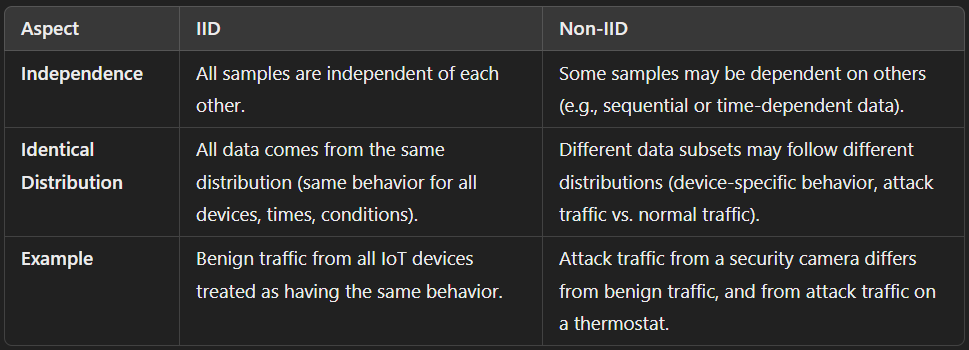 Aspect IID Non-IID
Independence All samples are independent of each Some samples may be dependent on others
other. (e.g., sequential or time-dependent data).
Identical All data comes from the same Different data subsets may follow different
Distribution distribution (same behavior for all distributions (device-specific behavior, attack
devices, times, conditions). traffic vs. normal traffic).
Example Benign traffic from all IoT devices Attack traffic from a security camera differs
treated as having the same behavior. from benign traffic, and from attack traffic on
a thermostat.